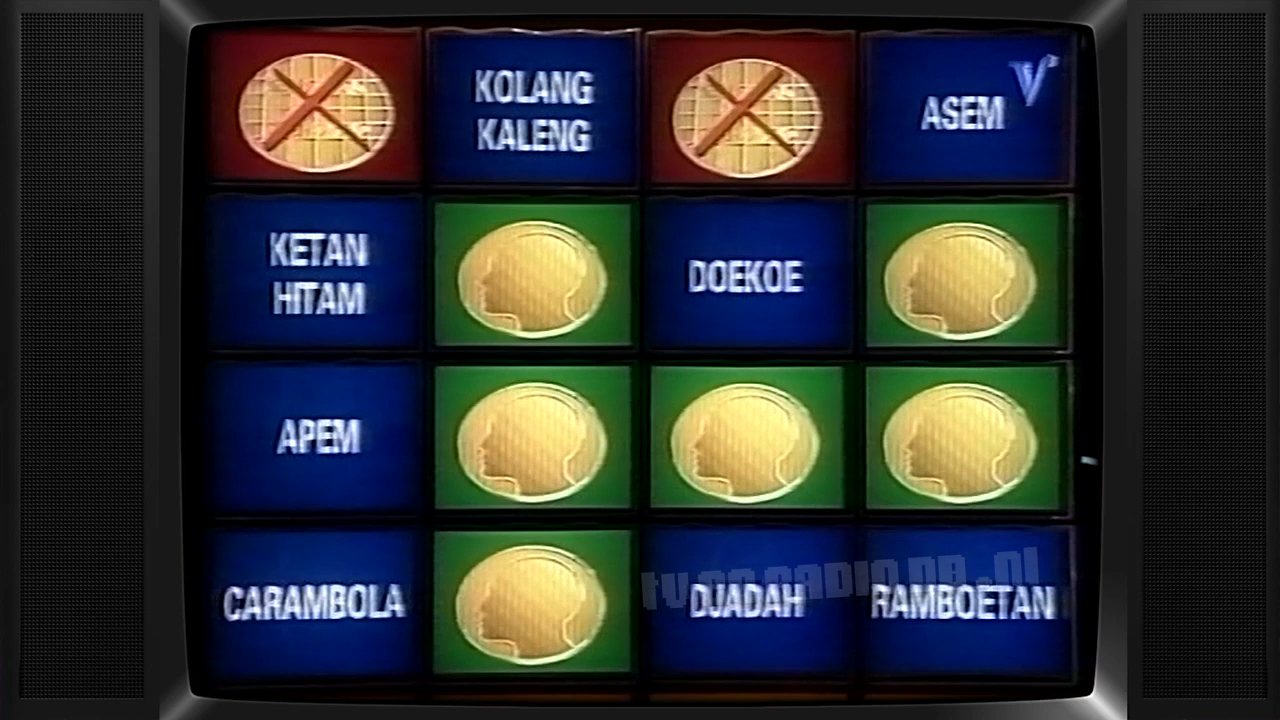 KOLANG
KALENG
ASEM
V
KETAN
HITAM
DOEKOE
APEM
CARAMBOLA
DJADAH
RAMBOETAN